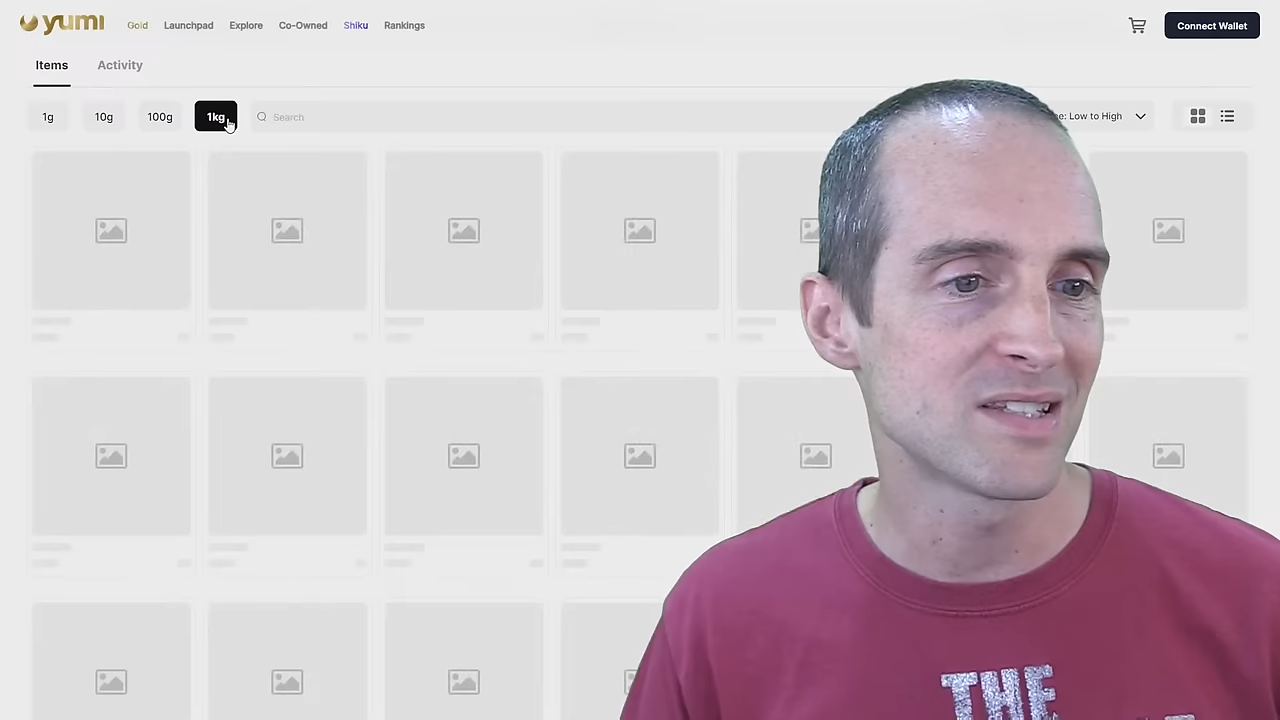 yumi Gold Launchpad Explore Co-Owned Shiku Rankings Connect Wallet
Items Activity
1g 10g 100g 1kg Search Low to High
THE